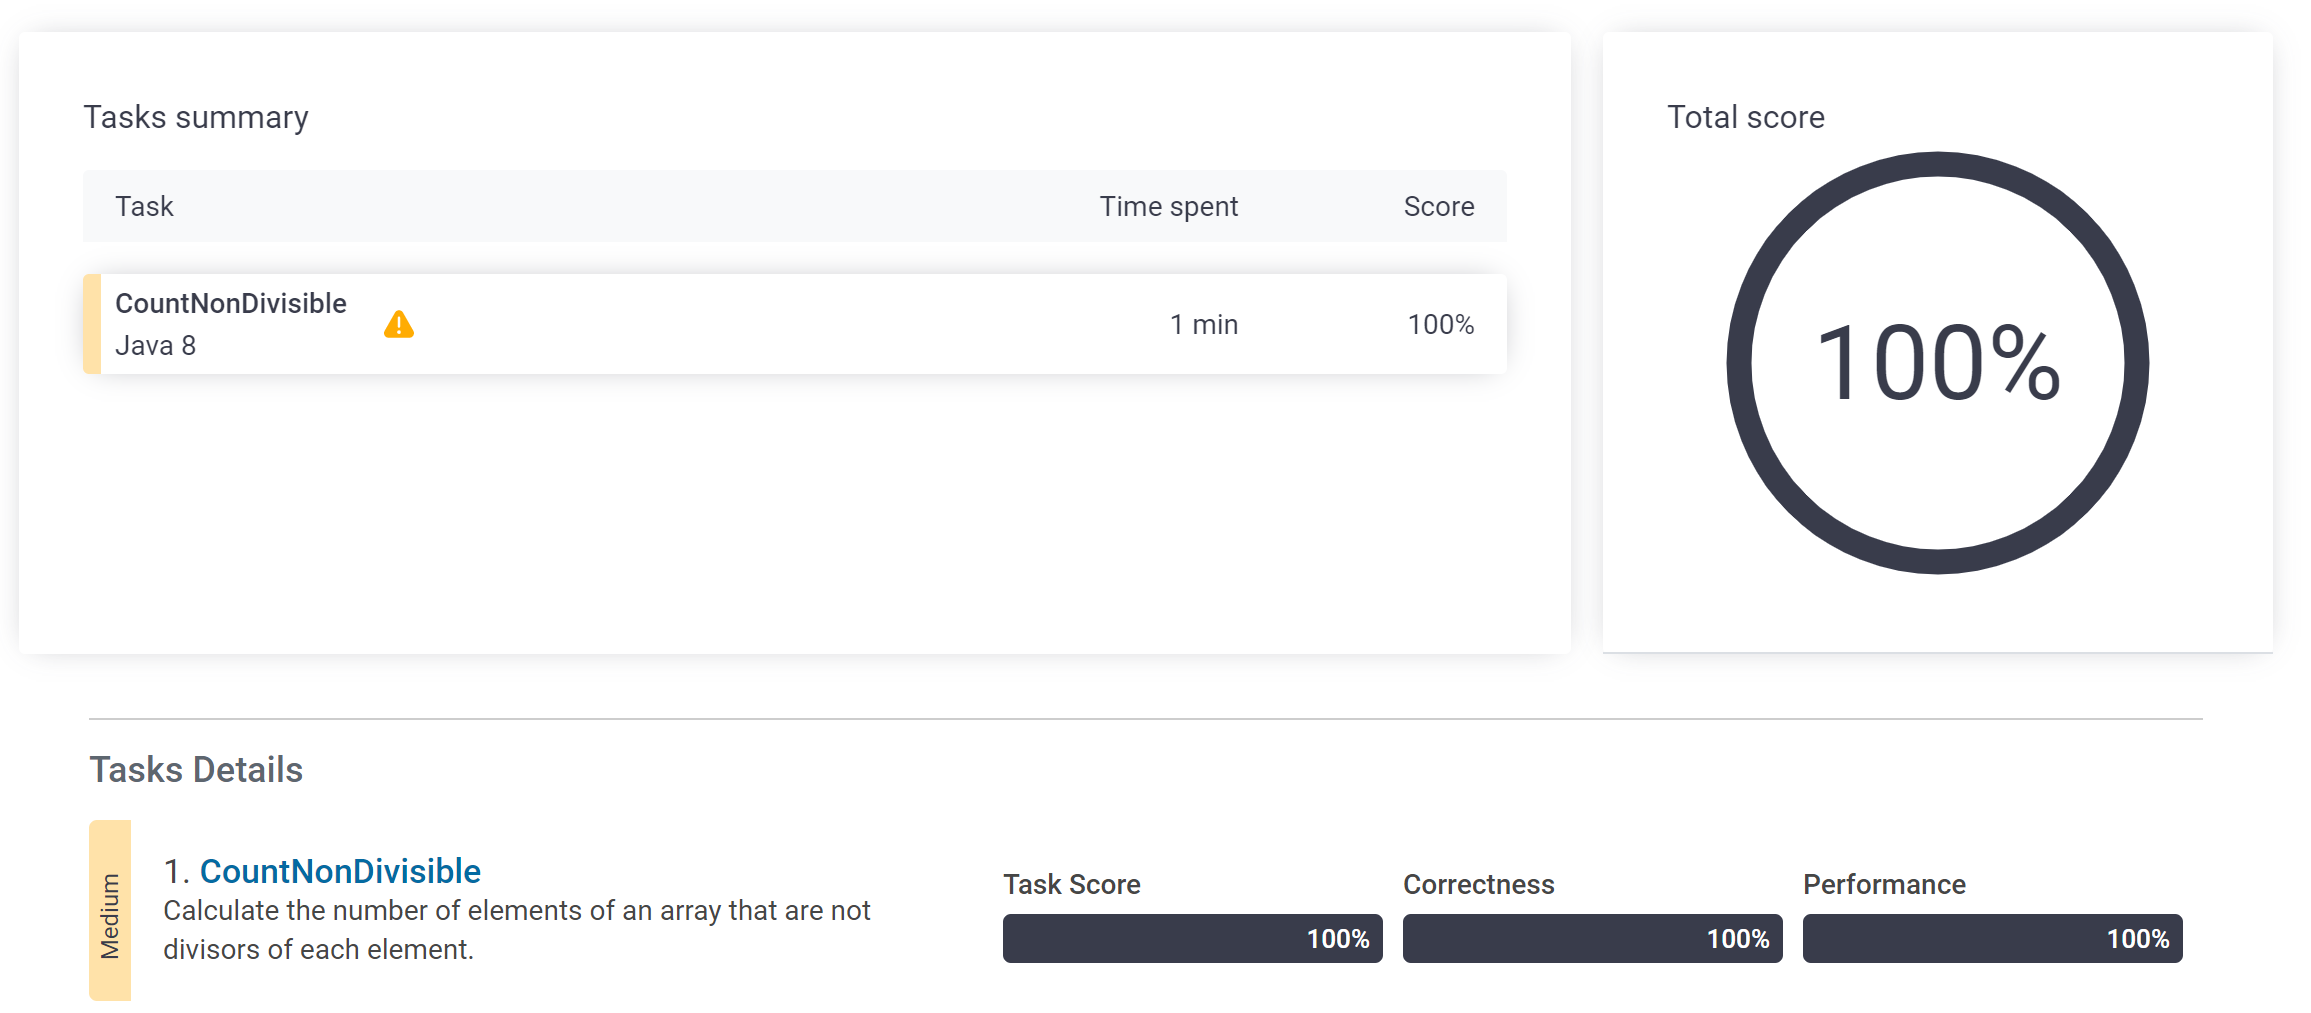 Tasks summary
Total score
Task Time spent Score
CountNonDivisible
Java 8
1 min 100%
100%
Tasks Details
Medium
1. CountNonDivisible
Calculate the number of elements of an array that are not
divisors of each element.
Task Score Correctness Performance
100% 100% 100%